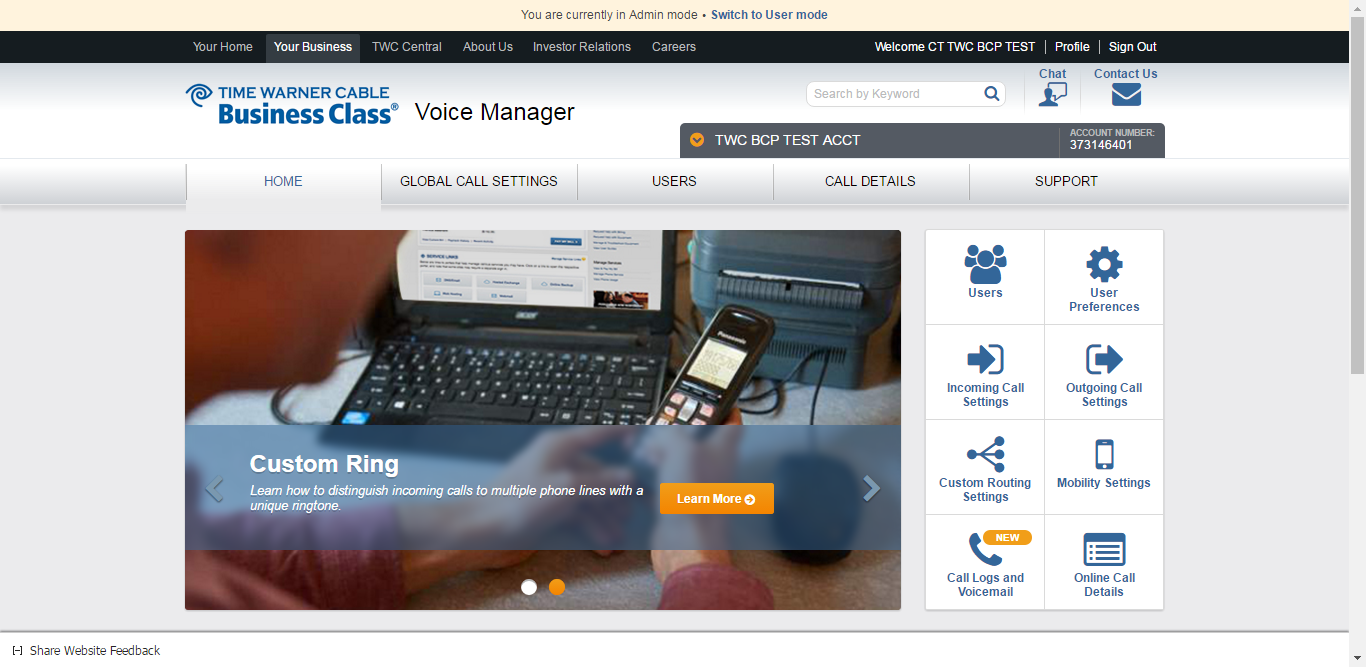 You are currently in Admin mode • Switch to User mode
Your Home Your Business TWC Central About Us Investor Relations Careers Welcome CT TWC BCP TEST Profile Sign Out
TIME WARNER CABLE
Business Class® Voice Manager
Search by Keyword
Chat
Contact Us
TWC BCP TEST ACCT
ACCOUNT NUMBER:
373146401
HOME GLOBAL CALL SETTINGS USERS CALL DETAILS SUPPORT
SERVICE LINKS
acer
Panasonic
intel
Custom Ring
Learn how to distinguish incoming calls to multiple phone lines with a
unique ringtone.
Learn More
Users
User
Preferences
Incoming Call
Settings
Outgoing Call
Settings
Custom Routing
Settings
Mobility Settings
NEW
Call Logs and
Voicemail
Online Call
Details
[-] Share Website Feedback